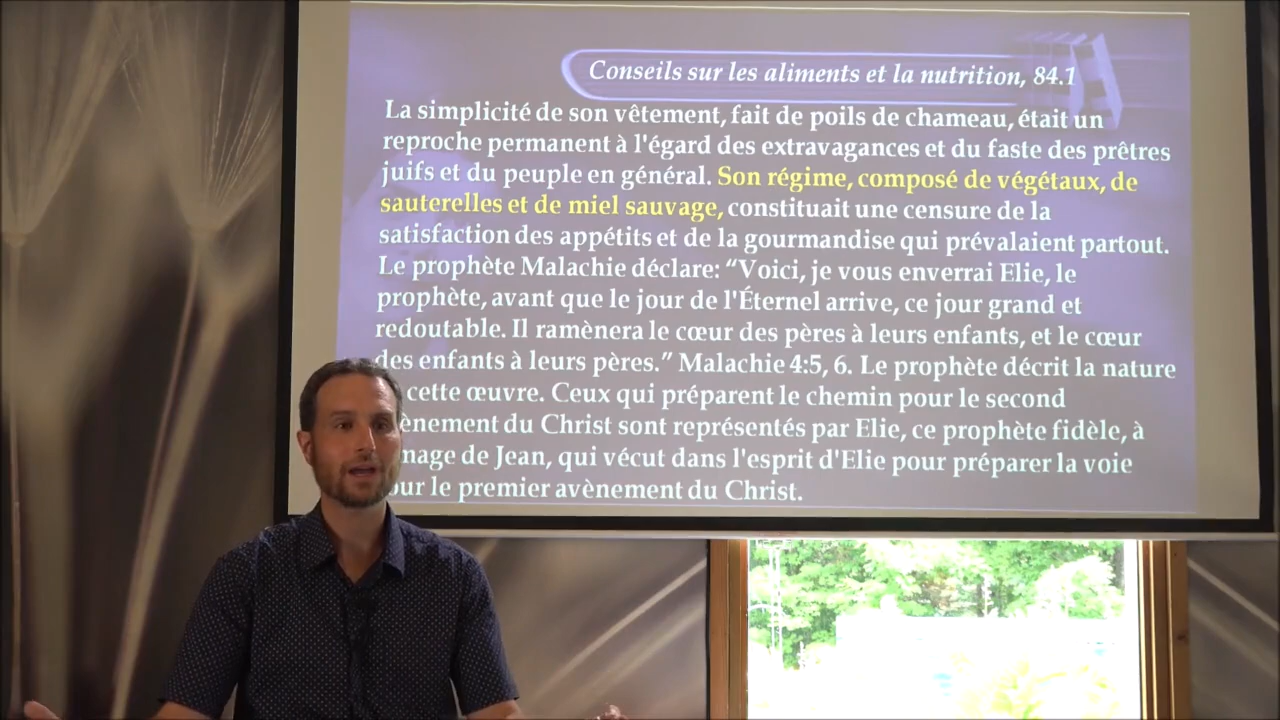 Conseils sur les aliments et la nutrition, 84.1
La simplicité de son vêtement, fait de poils de chameau, était un
reproche permanent à l'égard des extravagances et du faste des prêtres
juifs et du peuple en général. Son régime, composé de végétaux, de
sauterelles et de miel sauvage, constituait une censure de la
satisfaction des appétits et de la gourmandise qui prévalaient partout.
Le prophète Malachie déclare: “Voici, je vous enverrai Elie, le
prophète, avant que le jour de l'Éternel arrive, ce jour grand et
redoutable. Il ramènera le cœur des pères à leurs enfants, et le cœur
des enfants à leurs pères.” Malachie 4:5, 6. Le prophète décrit la nature
cette œuvre. Ceux qui préparent le chemin pour le second
ènement du Christ sont représentés par Elie, ce prophète fidèle, à
mage de Jean, qui vécut dans l'esprit d'Elie pour préparer la voie
our le premier avènement du Christ.